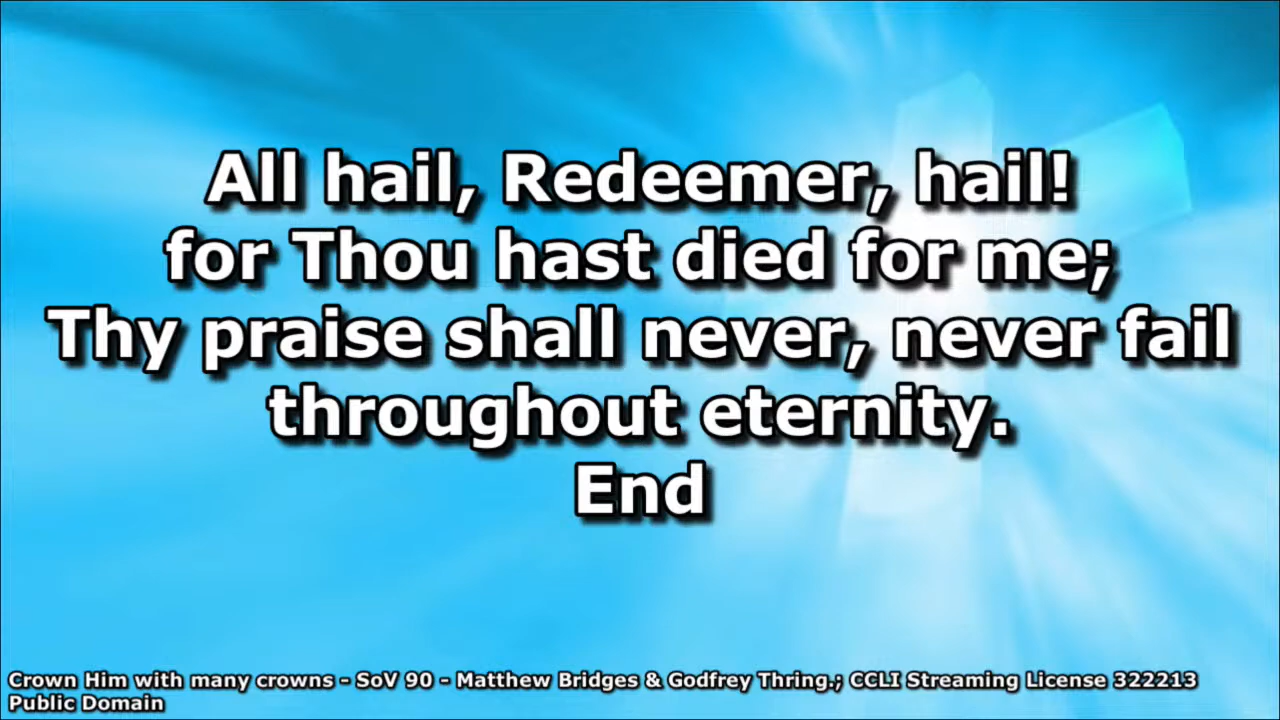 All hail, Redeemer, hail!
for Thou hast died for me;
Thy praise shall never, never fail
throughout eternity.
End
Crown Him with many crowns - SoV 90 - Matthew Bridges & Godfrey Thring.; CCLI Streaming License 322213
Public Domain